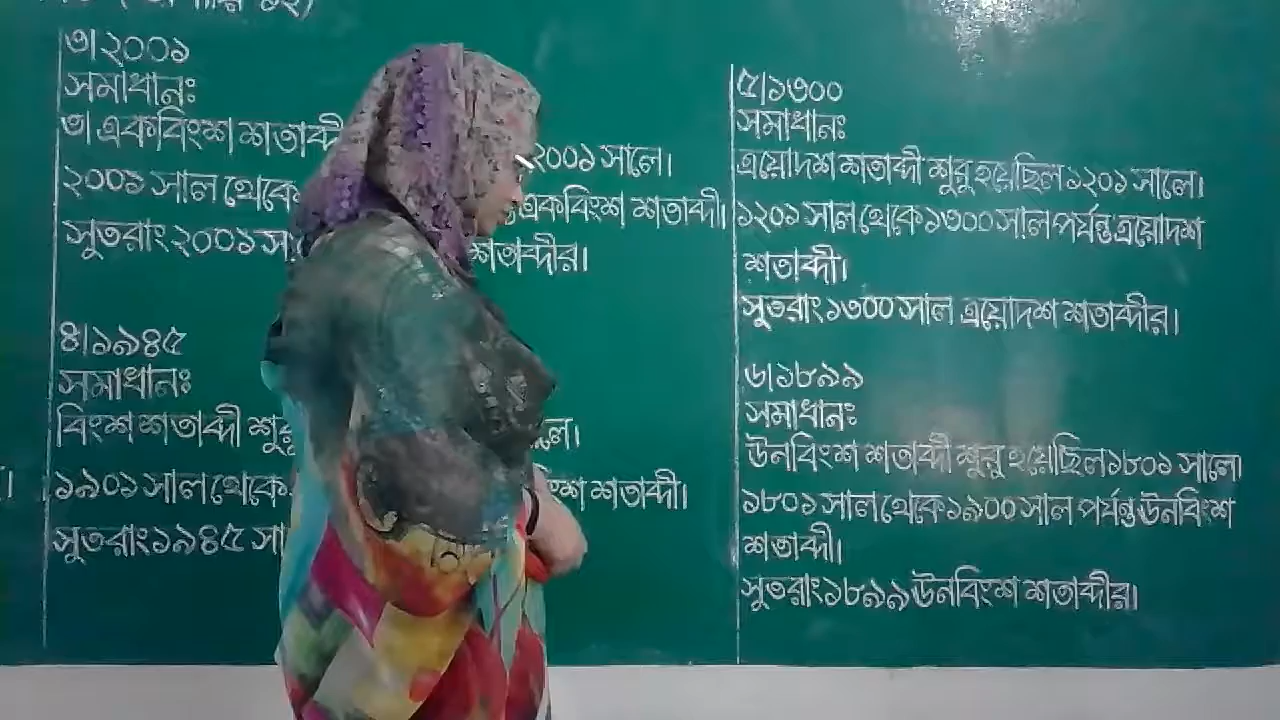 ৩।২০০১
সমাধানঃ
৩। একবিংশ শতাব্দী ২০০১ সালে।
২০০১ সাল থেকে একবিংশ শতাব্দী।
সুতরাং ২০০১ শতাব্দীর।
৪।১৯৪৫
সমাধানঃ
বিংশ শতাব্দী
১৯০১ সাল থেকে শতাব্দী।
সুতরাং ১৯৪৫
৫।১৩০০
সমাধানঃ
ত্রয়োদশ শতাব্দী শুরু হয়েছিল ১২০১ সালে।
১২০১ সাল থেকে ১৩০০ সাল পর্যন্ত ত্রয়োদশ
শতাব্দী।
সুতরাং ১৩০০ সাল ত্রয়োদশ শতাব্দীর।
৬।১৮৯৯
সমাধানঃ
উনবিংশ শতাব্দী শুরু হয়েছিল ১৮০১ সালে।
১৮০১ সাল থেকে ১৯০০ সাল পর্যন্ত উনবিংশ
শতাব্দী।
সুতরাং ১৮৯৯ উনবিংশ শতাব্দীর।